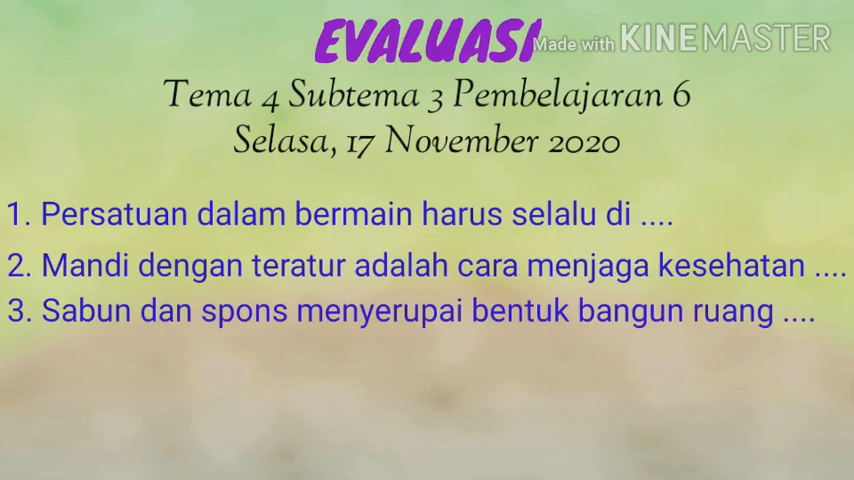 EVALUASI
Made with KINEMASTER
Tema 4 Subtema 3 Pembelajaran 6
Selasa, 17 November 2020
1. Persatuan dalam bermain harus selalu di ....
2. Mandi dengan teratur adalah cara menjaga kesehatan ....
3. Sabun dan spons menyerupai bentuk bangun ruang ....